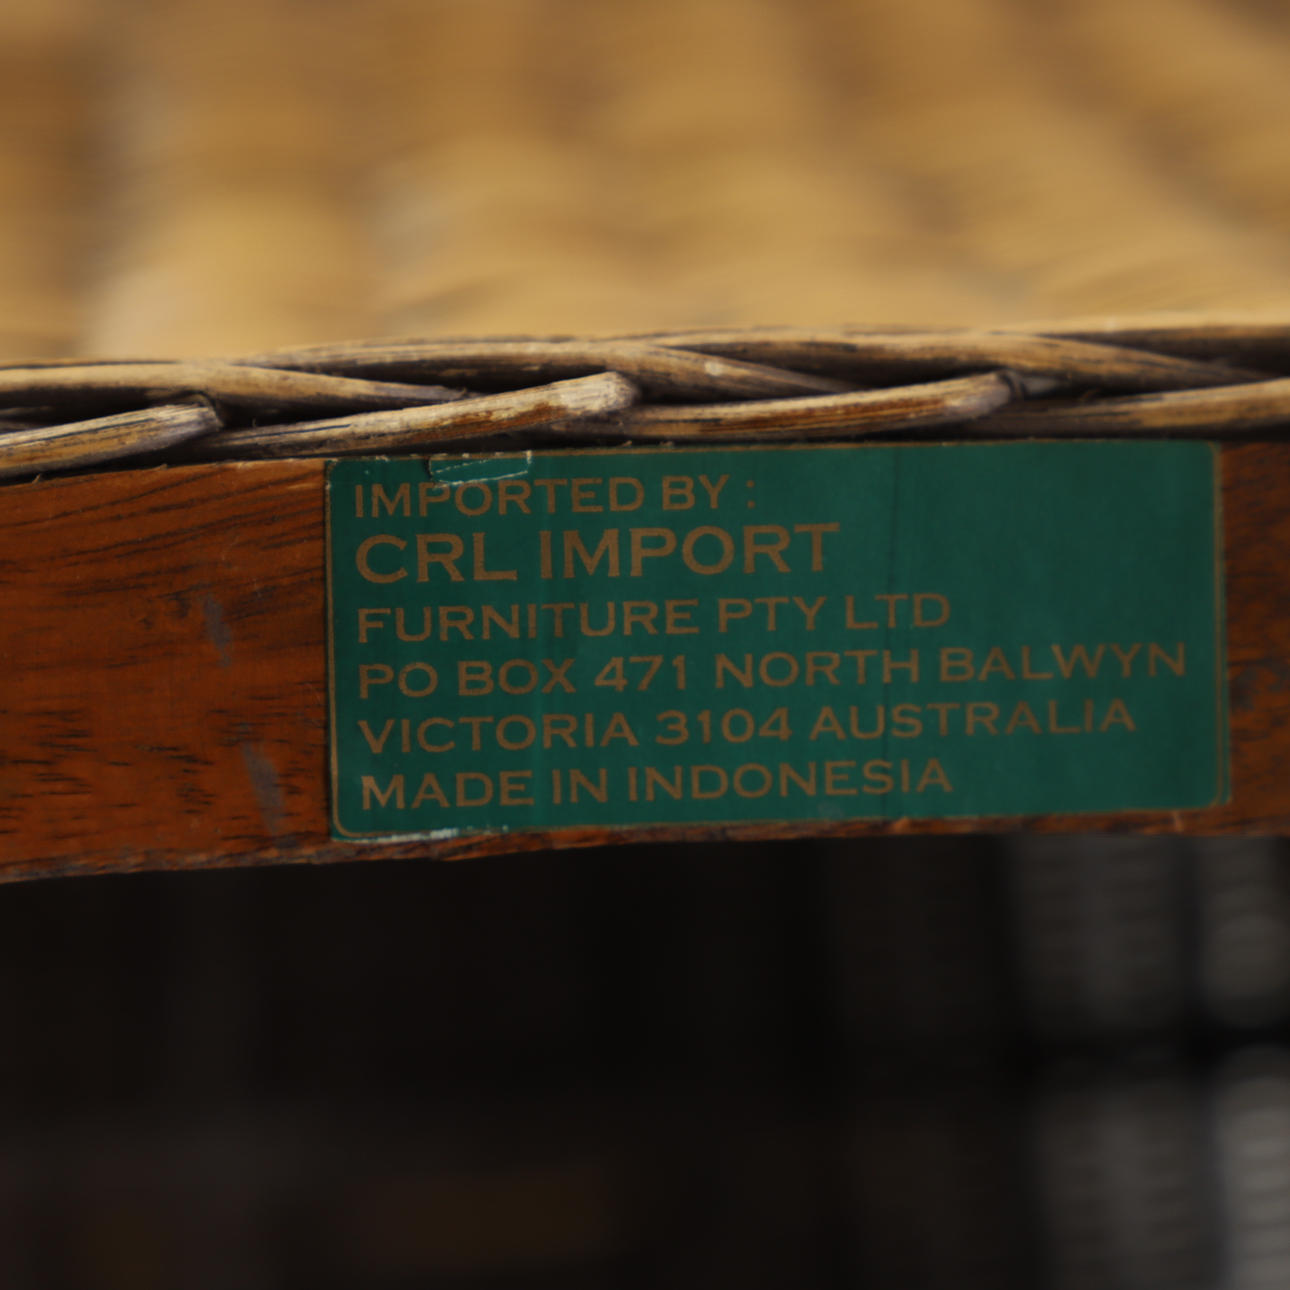 IMPORTED BY :
CRL IMPORT
FURNITURE PTY LTD
PO BOX 471 NORTH BALWYN
VICTORIA 3104 AUSTRALIA
MADE IN INDONESIA